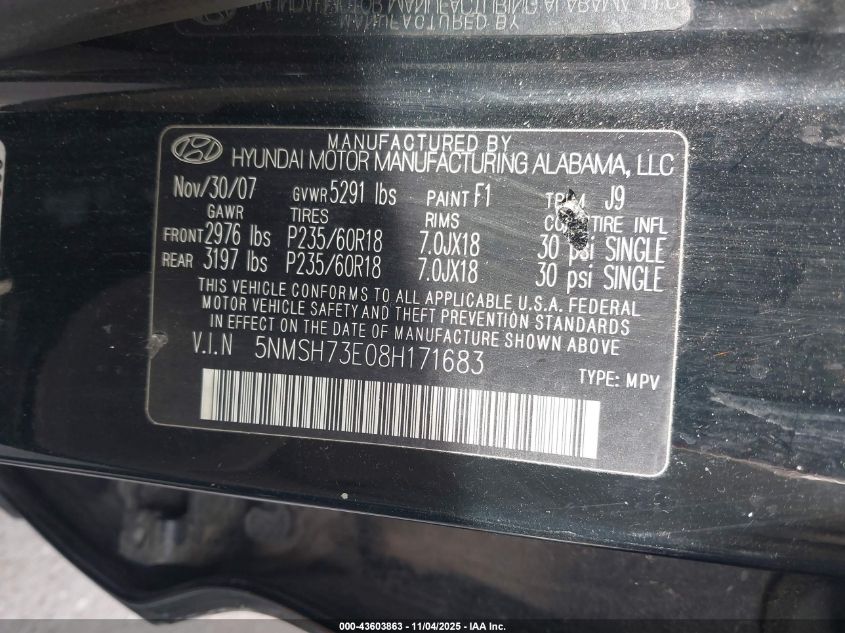 MANUFACTURED BY
HYUNDAI MOTOR MANUFACTURING ALABAMA, LLC
Nov/30/07 GVWR 5291 lbs PAINT F1 J9
GAWR TIRES RIMS TIRE INFL
FRONT 2976 lbs P235/60R18 7.0JX18 30 psi SINGLE
REAR 3197 lbs P235/60R18 7.0JX18 30 psi SINGLE
THIS VEHICLE CONFORMS TO ALL APPLICABLE U.S.A. FEDERAL
MOTOR VEHICLE SAFETY AND THEFT PREVENTION STANDARDS
IN EFFECT ON THE DATE OF MANUFACTURE SHOWN ABOVE.
V.I.N 5NMSH73E08H171683
TYPE: MPV
000-43603863 - 11/04/2025 - IAA Inc.